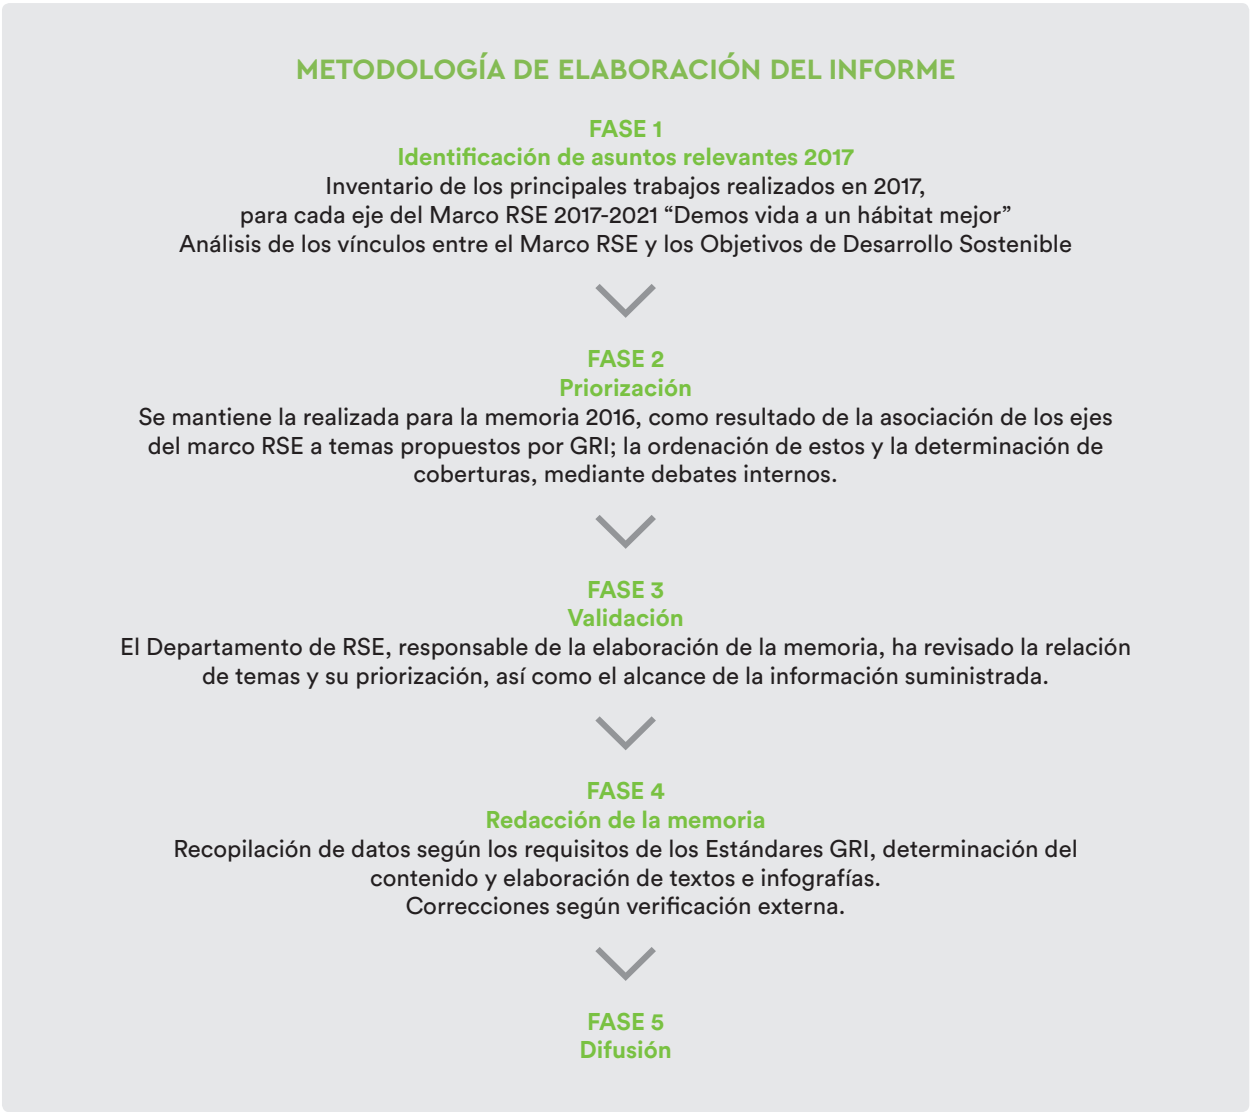 METODOLOGÍA DE ELABORACIÓN DEL INFORME
FASE 1
Identificación de asuntos relevantes 2017
Inventario de los principales trabajos realizados en 2017,
para cada eje del Marco RSE 2017-2021 “Demos vida a un hábitat mejor”
Análisis de los vínculos entre el Marco RSE y los Objetivos de Desarrollo Sostenible
FASE 2
Priorización
Se mantiene la realizada para la memoria 2016, como resultado de la asociación de los ejes
del marco RSE a temas propuestos por GRI; la ordenación de estos y la determinación de
coberturas, mediante debates internos.
FASE 3
Validación
El Departamento de RSE, responsable de la elaboración de la memoria, ha revisado la relación
de temas y su priorización, así como el alcance de la información suministrada.
FASE 4
Redacción de la memoria
Recopilación de datos según los requisitos de los Estándares GRI, determinación del
contenido y elaboración de textos e infografías.
Correcciones según verificación externa.
FASE 5
Difusión